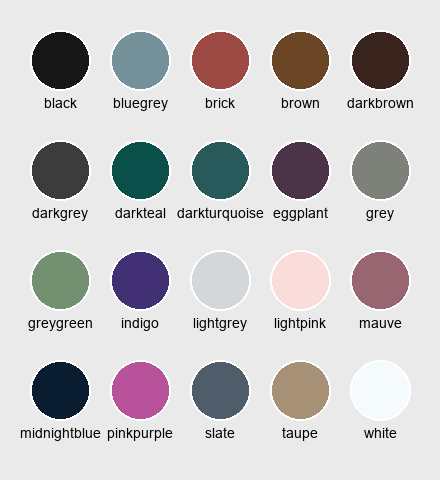 black bluegrey brick brown darkbrown
darkgrey darkteal darkturquoise eggplant grey
greygreen indigo lightgrey lightpink mauve
midnightblue pinkpurple slate taupe white